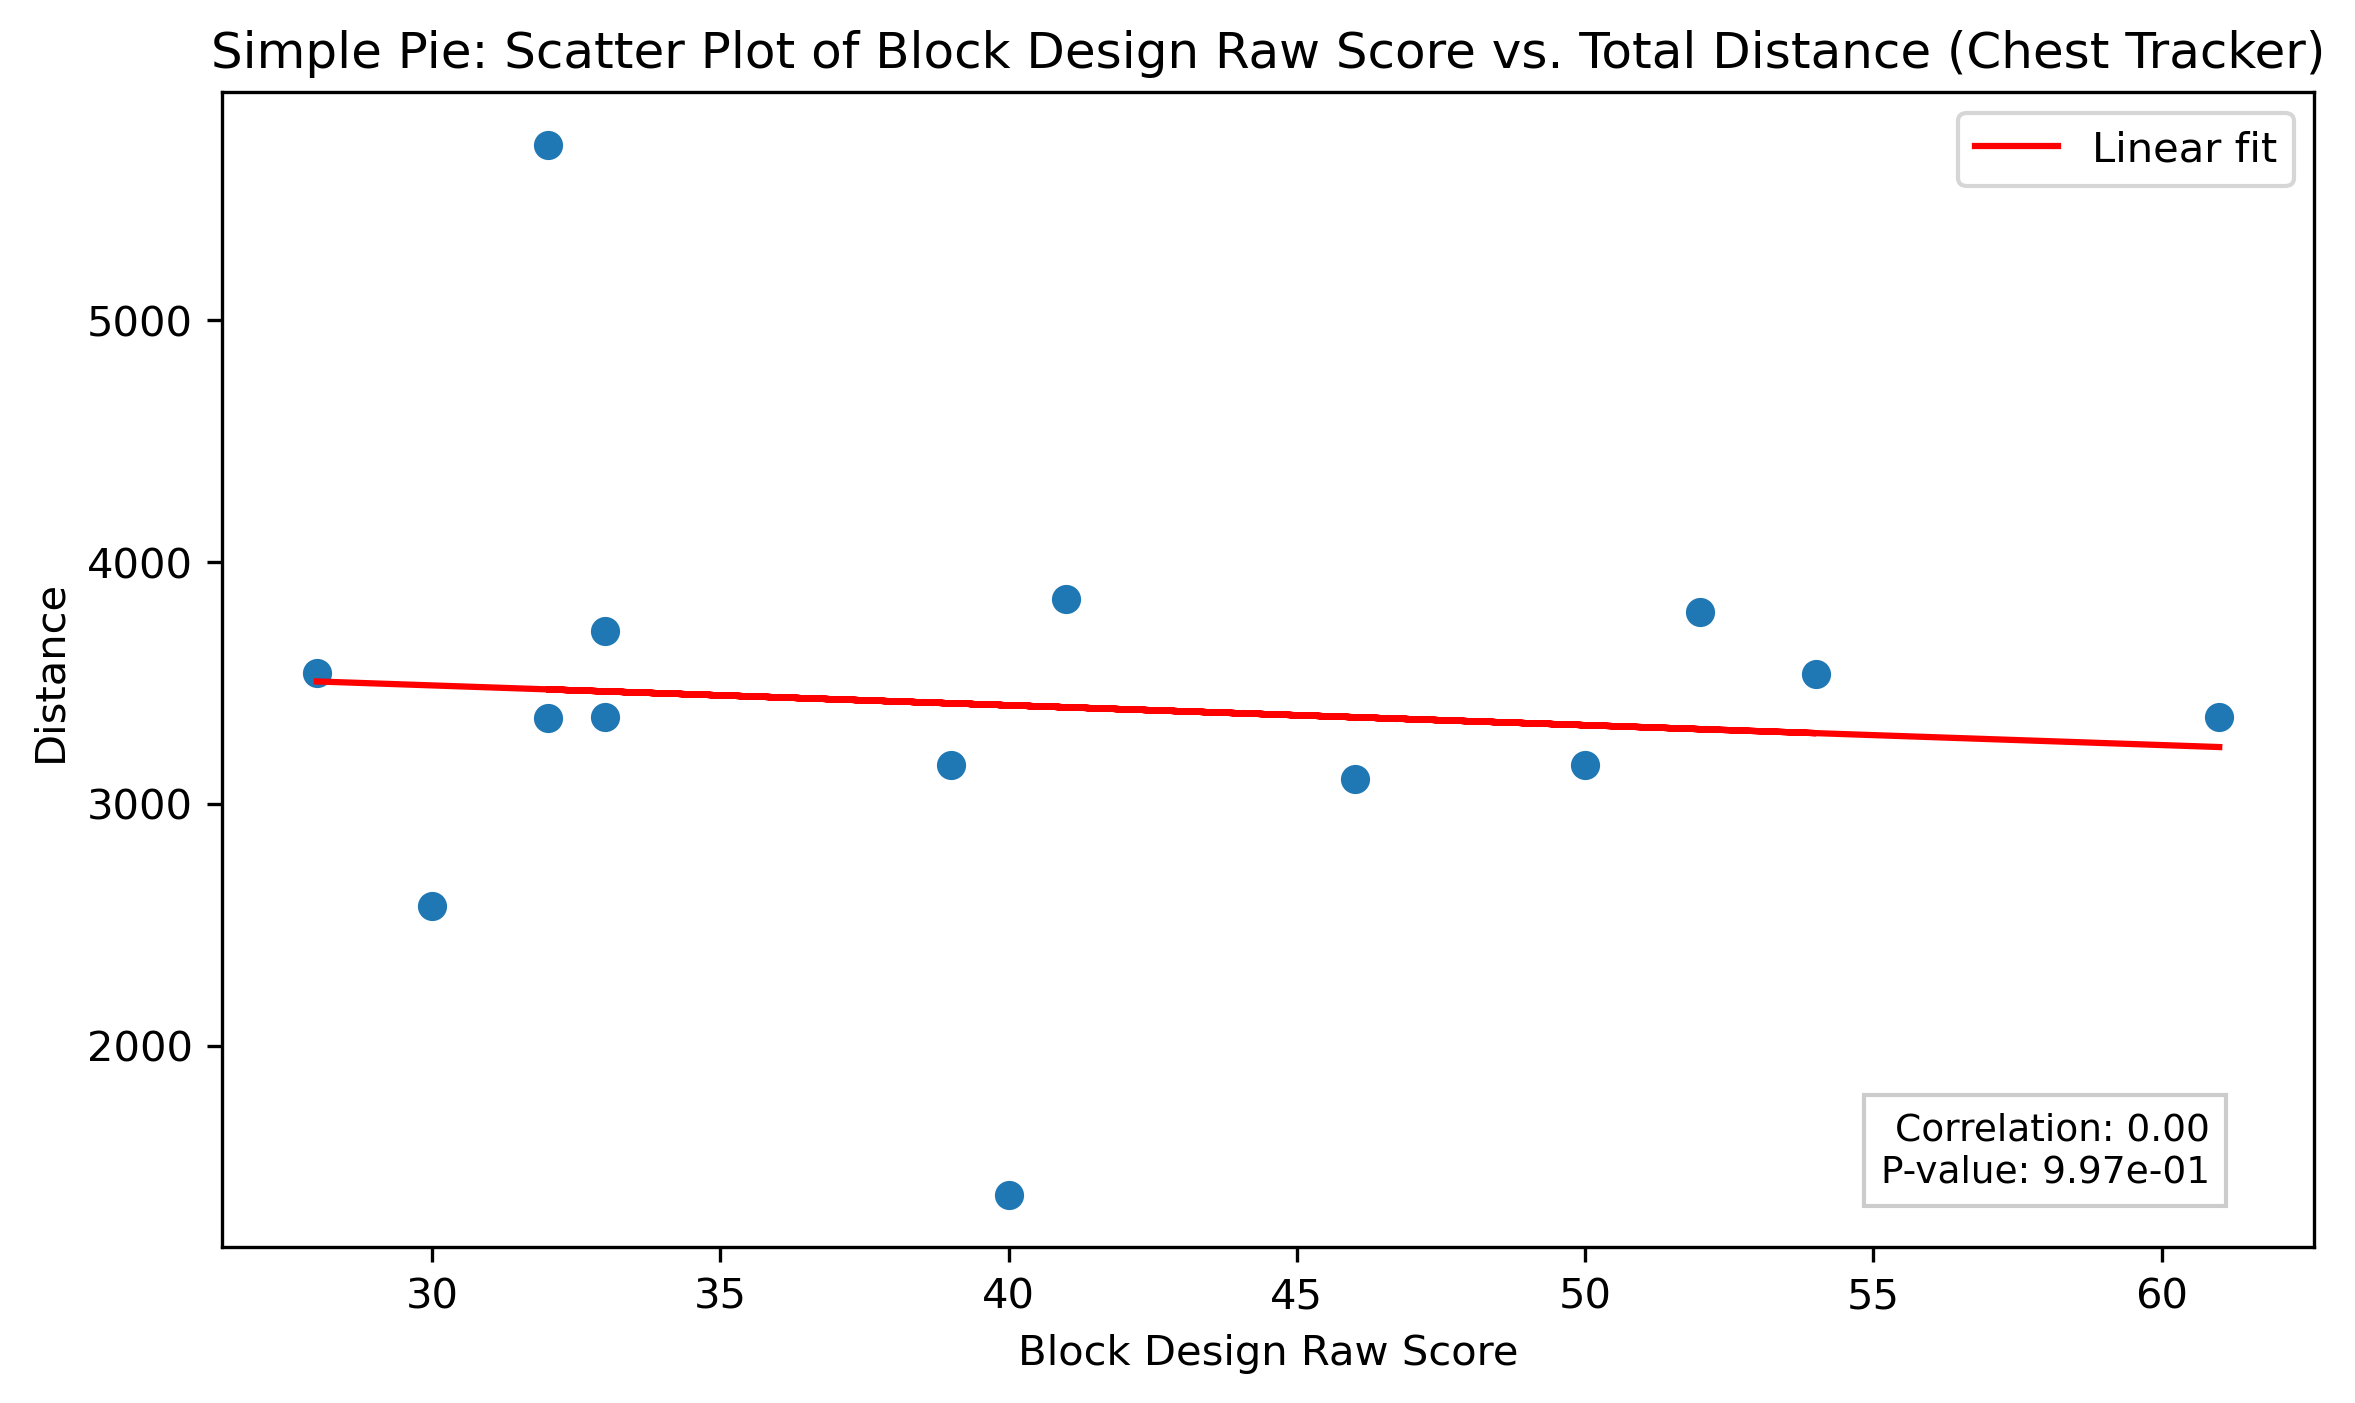 Simple Pie: Scatter Plot of Block Design Raw Score vs. Total Distance (Chest Tracker)
Linear fit
5000
4000
3000
2000
Distance
Correlation: 0.00
P-value: 9.97e-01
30 35 40 45 50 55 60
Block Design Raw Score